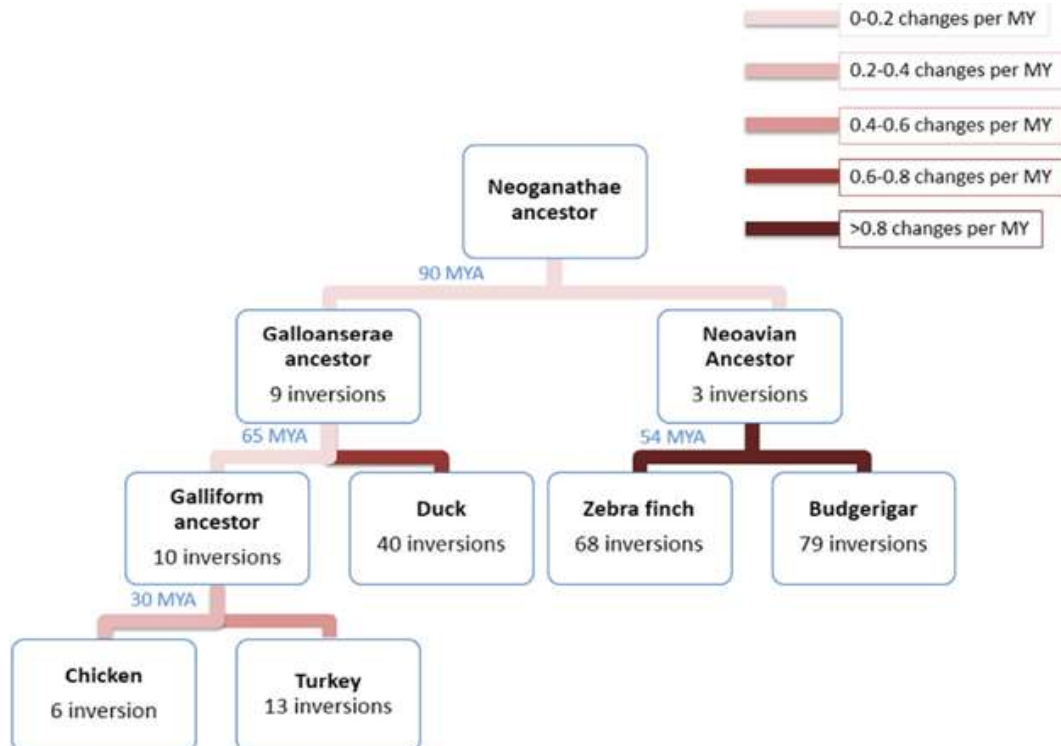 0-0.2 changes per MY
0.2-0.4 changes per MY
0.4-0.6 changes per MY
0.6-0.8 changes per MY
>0.8 changes per MY
Neoganathae
ancestor
90 MYA
Galloanserae
ancestor
9 inversions
Neoavian
Ancestor
3 inversions
65 MYA
54 MYA
Galliform
ancestor
10 inversions
Duck
40 inversions
Zebra finch
68 inversions
Budgerigar
79 inversions
30 MYA
Chicken
6 inversion
Turkey
13 inversions